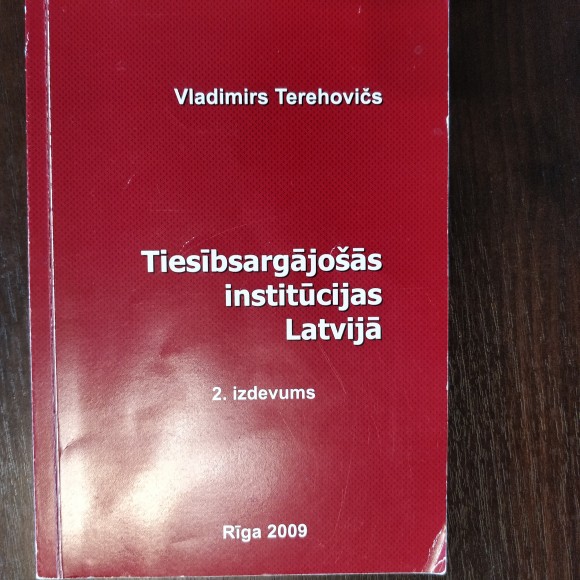 Vladimirs Terehovičs
Tiesībsargājošās
institūcijas
Latvijā
2. izdevums
Rīga 2009